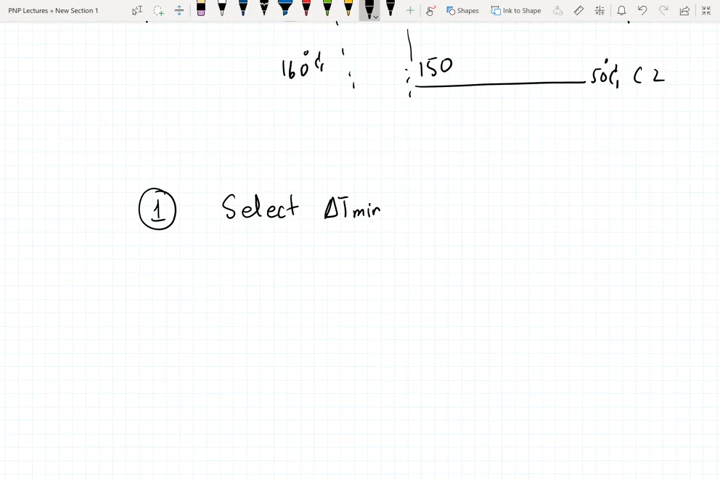 PNP Lectures » New Section 1
Shapes
Ink to Shape
160°C
150
50°C C2
1 Select ΔTmin